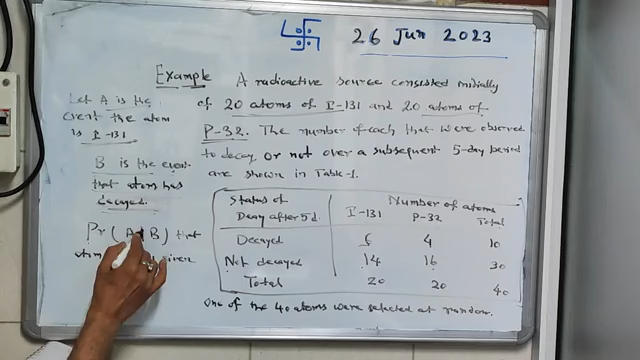 26 Jun 2023
Example A radioactive source consisted initially
of 20 atoms of I-131 and 20 atoms of
P-32. The number of each that were observed
to decay or not over a subsequent 5-day period
are shown in Table-1.
Let A is the
event the atom
is I-131
B is the event
that atom has
decayed.
Pr (A B) that
given
Status of Number of atoms
Decay after 5d. I-131 P-32 Total
Decayed 6 4 10
Not decayed 14 16 30
Total 20 20 40
One of the 40 atoms were selected at random.